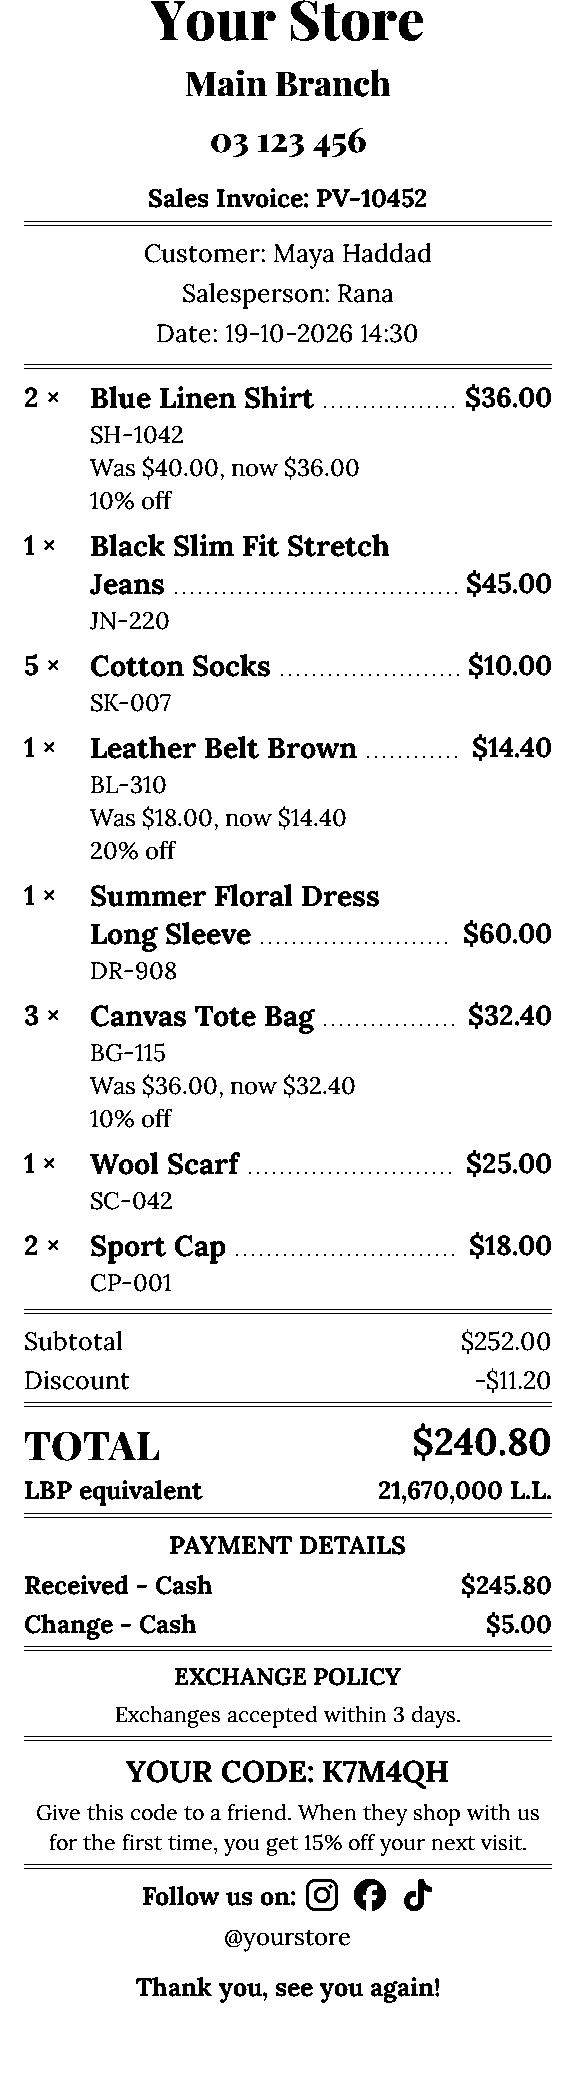 Your Store
Main Branch
03 123 456
Sales Invoice: PV-10452
Customer: Maya Haddad
Salesperson: Rana
Date: 19-10-2026 14:30
2 × Blue Linen Shirt ................. $36.00
SH-1042
Was $40.00, now $36.00
10% off
1 × Black Slim Fit Stretch
Jeans .................................... $45.00
JN-220
5 × Cotton Socks ....................... $10.00
SK-007
1 × Leather Belt Brown ............ $14.40
BL-310
Was $18.00, now $14.40
20% off
1 × Summer Floral Dress
Long Sleeve ........................ $60.00
DR-908
3 × Canvas Tote Bag ................. $32.40
BG-115
Was $36.00, now $32.40
10% off
1 × Wool Scarf .......................... $25.00
SC-042
2 × Sport Cap ............................ $18.00
CP-001
Subtotal $252.00
Discount -$11.20
TOTAL $240.80
LBP equivalent 21,670,000 L.L.
PAYMENT DETAILS
Received - Cash $245.80
Change - Cash $5.00
EXCHANGE POLICY
Exchanges accepted within 3 days.
YOUR CODE: K7M4QH
Give this code to a friend. When they shop with us
for the first time, you get 15% off your next visit.
Follow us on:
@yourstore
Thank you, see you again!